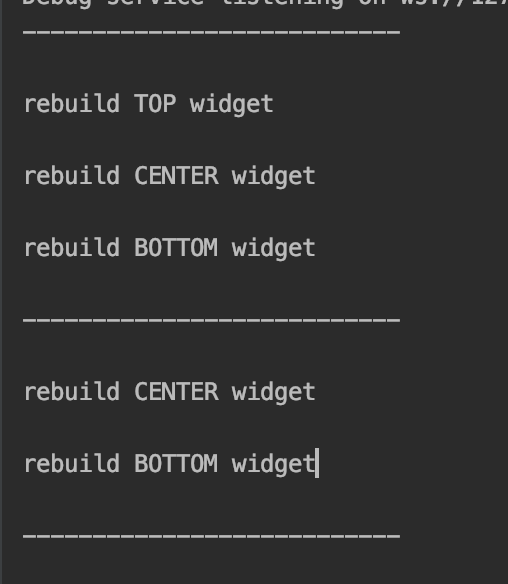 Debug service listening on ws://127
---------------------------
rebuild TOP widget
rebuild CENTER widget
rebuild BOTTOM widget
---------------------------
rebuild CENTER widget
rebuild BOTTOM widget
---------------------------